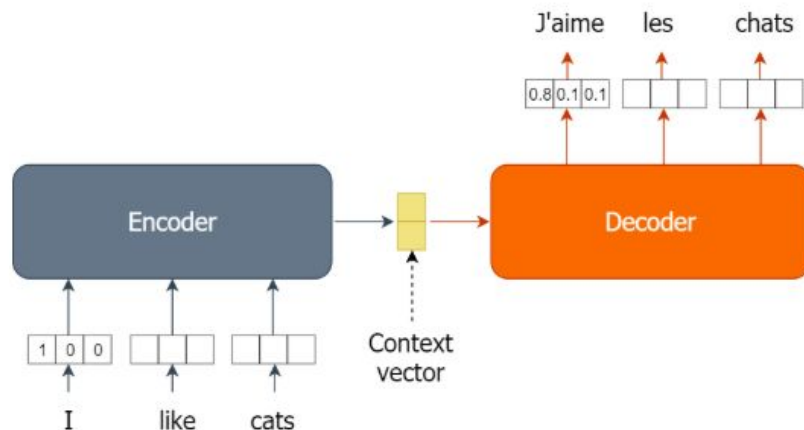 J'aime les chats
0.8 0.1 0.1
Encoder
Decoder
1 0 0
Context
vector
I like cats